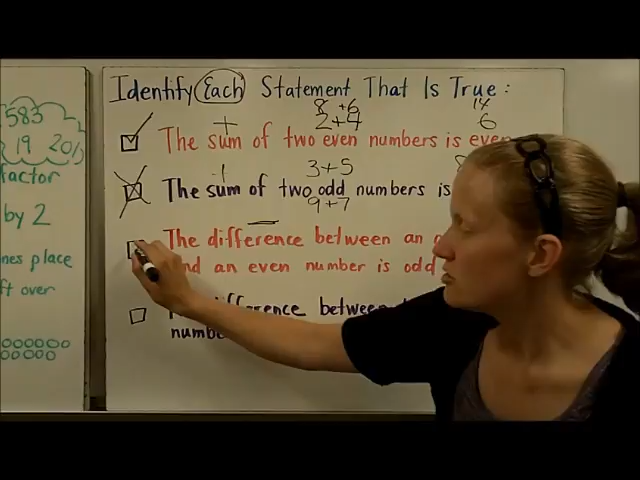 583
19 201
factor
by 2
nes place
ft over
Identify Each Statement That Is True:
8 +6 14
+ 2+4 6
The sum of two even numbers is even
+ 3+5
The sum of two odd numbers is
9+7
The difference between an
and an even number is odd
difference between
numbe